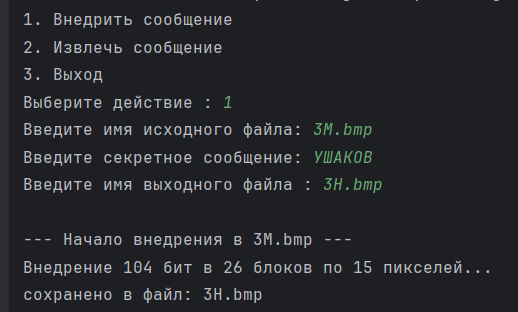 1. Внедрить сообщение
2. Извлечь сообщение
3. Выход
Выберите действие : 1
Введите имя исходного файла: 3M.bmp
Введите секретное сообщение: УШАКОВ
Введите имя выходного файла : 3H.bmp
--- Начало внедрения в 3M.bmp ---
Внедрение 104 бит в 26 блоков по 15 пикселей...
сохранено в файл: 3H.bmp